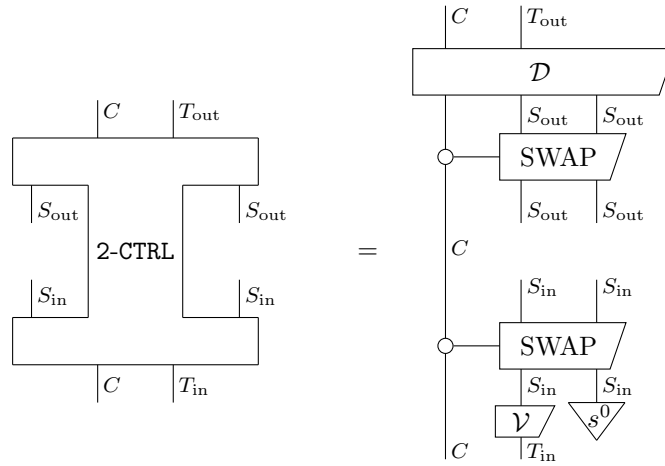 C T_out
D
S_out S_out
C T_out
SWAP
S_out S_out
S_out S_out
2-CTRL = C
S_in S_in
S_in S_in
SWAP
S_in S_in
C T_in
V s^0
C T_in